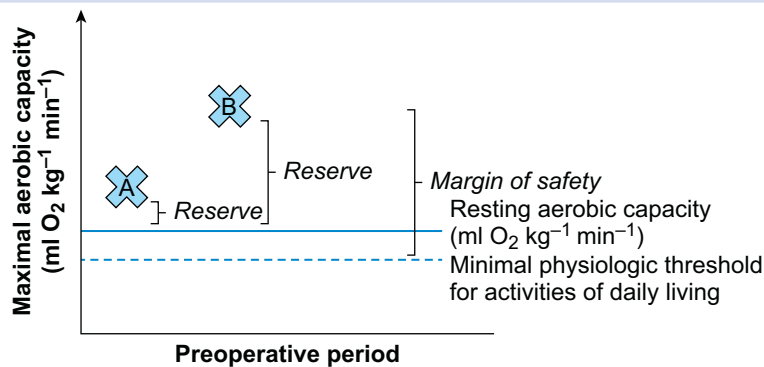 Maximal aerobic capacity
(ml O₂ kg⁻¹ min⁻¹)
B
A
Reserve
Reserve
Margin of safety
Resting aerobic capacity
(ml O₂ kg⁻¹ min⁻¹)
Minimal physiologic threshold
for activities of daily living
Preoperative period